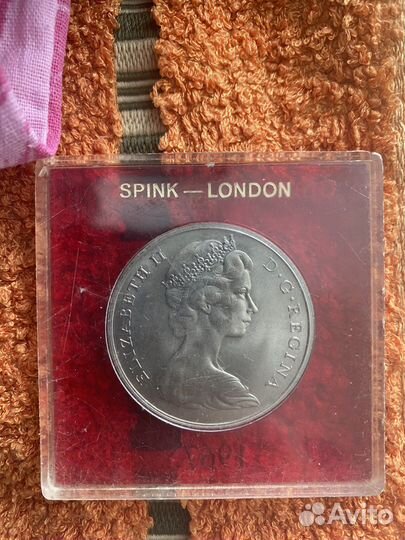 SPINK — LONDON
ELIZABETH II D·G·REGINA
Avito